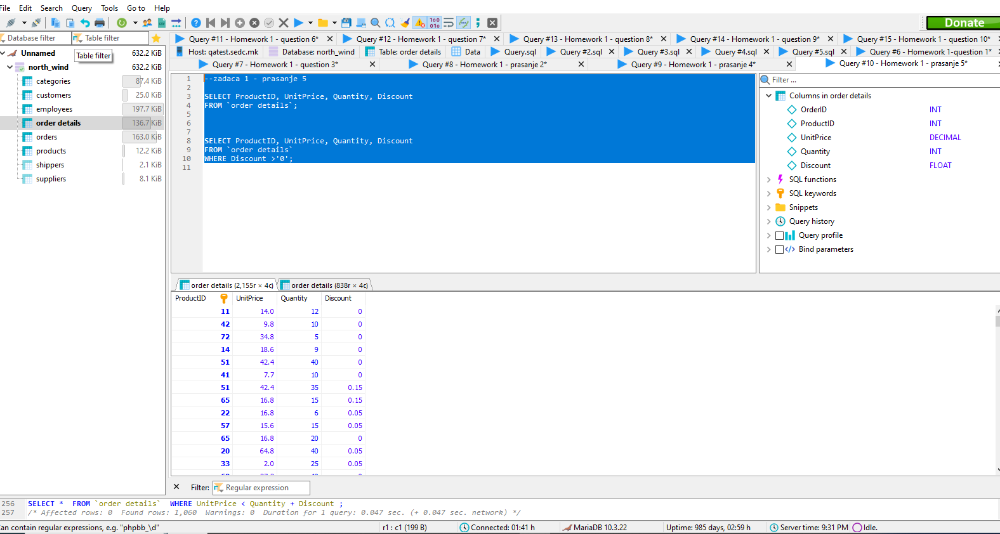 File Edit Search Query Tools Go to Help
Donate
Database filter Table filter
Query #11 - Homework 1 - question 6* Query #12 - Homework 1 - question 7* Query #13 - Homework 1 - question 8* Query #14 - Homework 1 - question 9* Query #15 - Homework 1 - question 10*
Host: qatest.sedc.mk Database: north_wind Table: order details Data Query.sql Query #2.sql Query #3.sql Query #4.sql Query #5.sql Query #6 - Homework 1-question 1*
Query #7 - Homework 1 - question 3* Query #8 - Homework 1 - prasanje 2* Query #9 - Homework 1 - prasanje 4* Query #10 - Homework 1 - prasanje 5*
Unnamed 632.2 KiB
Table filter
north_wind 632.2 KiB
categories 87.4 KiB
customers 25.0 KiB
employees 197.7 KiB
order details 136.7 KiB
orders 163.0 KiB
products 12.2 KiB
shippers 2.1 KiB
suppliers 8.1 KiB
1 --zadaca 1 - prasanje 5
2
3 SELECT ProductID, UnitPrice, Quantity, Discount
4 FROM `order details`;
5
6
7
8 SELECT ProductID, UnitPrice, Quantity, Discount
9 FROM `order details`
10 WHERE Discount >'0';
11
Filter ...
Columns in order details
OrderID INT
ProductID INT
UnitPrice DECIMAL
Quantity INT
Discount FLOAT
SQL functions
SQL keywords
Snippets
Query history
Query profile
Bind parameters
order details (2,155r × 4c) order details (838r × 4c)
ProductID UnitPrice Quantity Discount
11 14.0 12 0
42 9.8 10 0
72 34.8 5 0
14 18.6 9 0
51 42.4 40 0
41 7.7 10 0
51 42.4 35 0.15
65 16.8 15 0.15
22 16.8 6 0.05
57 15.6 15 0.05
65 16.8 20 0
20 64.8 40 0.05
33 2.0 25 0.05
Filter: Regular expression
256 SELECT * FROM `order details` WHERE UnitPrice < Quantity + Discount ;
257 /* Affected rows: 0 Found rows: 1,060 Warnings: 0 Duration for 1 query: 0.047 sec. (+ 0.047 sec. network) */
an contain regular expressions, e.g. "phpbb_\d" r1 : c1 (199 B) Connected: 01:41 h MariaDB 10.3.22 Uptime: 985 days, 02:59 h Server time: 9:31 PM Idle.